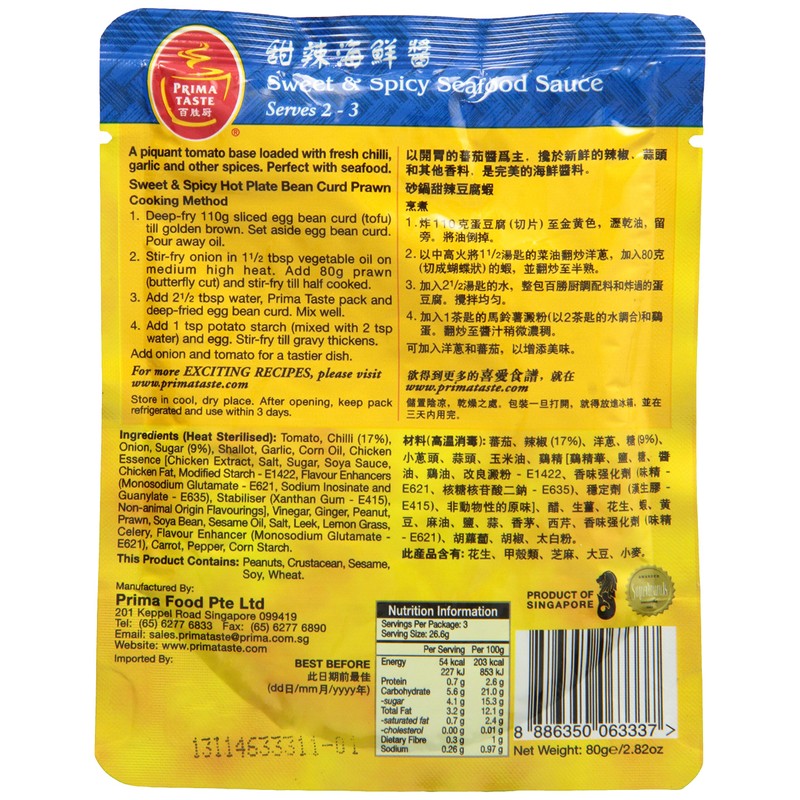 PRIMA
TASTE
百胜厨
®
甜辣海鮮醬
Sweet & Spicy Seafood Sauce
Serves 2 - 3
A piquant tomato base loaded with fresh chilli,
garlic and other spices. Perfect with seafood.
Sweet & Spicy Hot Plate Bean Curd Prawn
Cooking Method
1. Deep-fry 110g sliced egg bean curd (tofu)
till golden brown. Set aside egg bean curd.
Pour away oil.
2. Stir-fry onion in 1 1/2 tbsp vegetable oil on
medium high heat. Add 80g prawn
(butterfly cut) and stir-fry till half cooked.
3. Add 2 1/2 tbsp water, Prima Taste pack and
deep-fried egg bean curd. Mix well.
4. Add 1 tsp potato starch (mixed with 2 tsp
water) and egg. Stir-fry till gravy thickens.
Add onion and tomato for a tastier dish.
For more EXCITING RECIPES, please visit
www.primataste.com
Store in cool, dry place. After opening, keep pack
refrigerated and use within 3 days.
以開胃的蕃茄醬爲主，攙於新鮮的辣椒、蒜頭
和其他香料，是完美的海鮮醬料。
砂鍋甜辣豆腐蝦
烹煮
1. 炸110克蛋豆腐(切片)至金黄色，瀝乾油，留
旁。將油倒掉。
2. 以中高火將1 1/2湯匙的菜油翻炒洋蔥，加入80克
(切成蝴蝶狀)的蝦，並翻炒至半熟。
3. 加入2 1/2湯匙的水，整包百勝厨調配料和炸過的蛋
豆腐。攪拌均勻。
4. 加入1茶匙的馬鈴薯澱粉(以2茶匙的水調合)和鷄
蛋。翻炒至醬汁稍微濃稠。
可加入洋蔥和蕃茄，以增添美味。
欲得到更多的喜愛食譜，就在
www.primataste.com
儲置陰凉，乾燥之處。包裝一旦打開，就得放進冰箱，並在
三天内用完。
Ingredients (Heat Sterilised): Tomato, Chilli (17%),
Onion, Sugar (9%), Shallot, Garlic, Corn Oil, Chicken
Essence [Chicken Extract, Salt, Sugar, Soya Sauce,
Chicken Fat, Modified Starch - E1422, Flavour Enhancers
(Monosodium Glutamate - E621, Sodium Inosinate and
Guanylate - E635), Stabiliser (Xanthan Gum - E415),
Non-animal Origin Flavourings], Vinegar, Ginger, Peanut,
Prawn, Soya Bean, Sesame Oil, Salt, Leek, Lemon Grass,
Celery, Flavour Enhancer (Monosodium Glutamate -
E621), Carrot, Pepper, Corn Starch.
This Product Contains: Peanuts, Crustacean, Sesame,
Soy, Wheat.
材料(高溫消毒)：蕃茄、辣椒 (17%)、洋蔥、糖(9%)、
小蔥頭、蒜頭、玉米油、鷄精 [鷄精華、鹽、糖、醬
油、鷄油、改良澱粉 - E1422、香味強化劑 (味精 -
E621、核糖核苷酸二鈉 - E635)、穩定劑 (漢生膠 -
E415)、非動物性的原味]、醋、生薑、花生、蝦、黄
豆、麻油、鹽、蒜、香茅、西芹、香味强化劑 (味精
- E621)、胡蘿蔔、胡椒、太白粉。
此産品含有: 花生、甲殼類、芝麻、大豆、小麥。
Manufactured By:
Prima Food Pte Ltd
201 Keppel Road Singapore 099419
Tel: (65) 6277 6833 Fax: (65) 6277 6890
Email: sales.primataste@prima.com.sg
Website: www.primataste.com
Imported By:
BEST BEFORE
此日期前最佳
(dd日/mm月/yyyy年)
13114633311-01
Nutrition Information
Servings Per Package: 3
Serving Size: 26.6g
Per Serving Per 100g
Energy 54 kcal 203 kcal
227 kJ 853 kJ
Protein 0.7 g 2.6 g
Carbohydrate 5.6 g 21.0 g
-sugar 4.1 g 15.3 g
Total Fat 3.2 g 12.1 g
-saturated fat 0.7 g 2.4 g
-cholesterol 0.00 g 0.01 g
Dietary Fibre 0.3 g 1 g
Sodium 0.26 g 0.97 g
PRODUCT OF
SINGAPORE
Superbrands
8 886350 063337 >
Net Weight: 80g℮/2.82oz